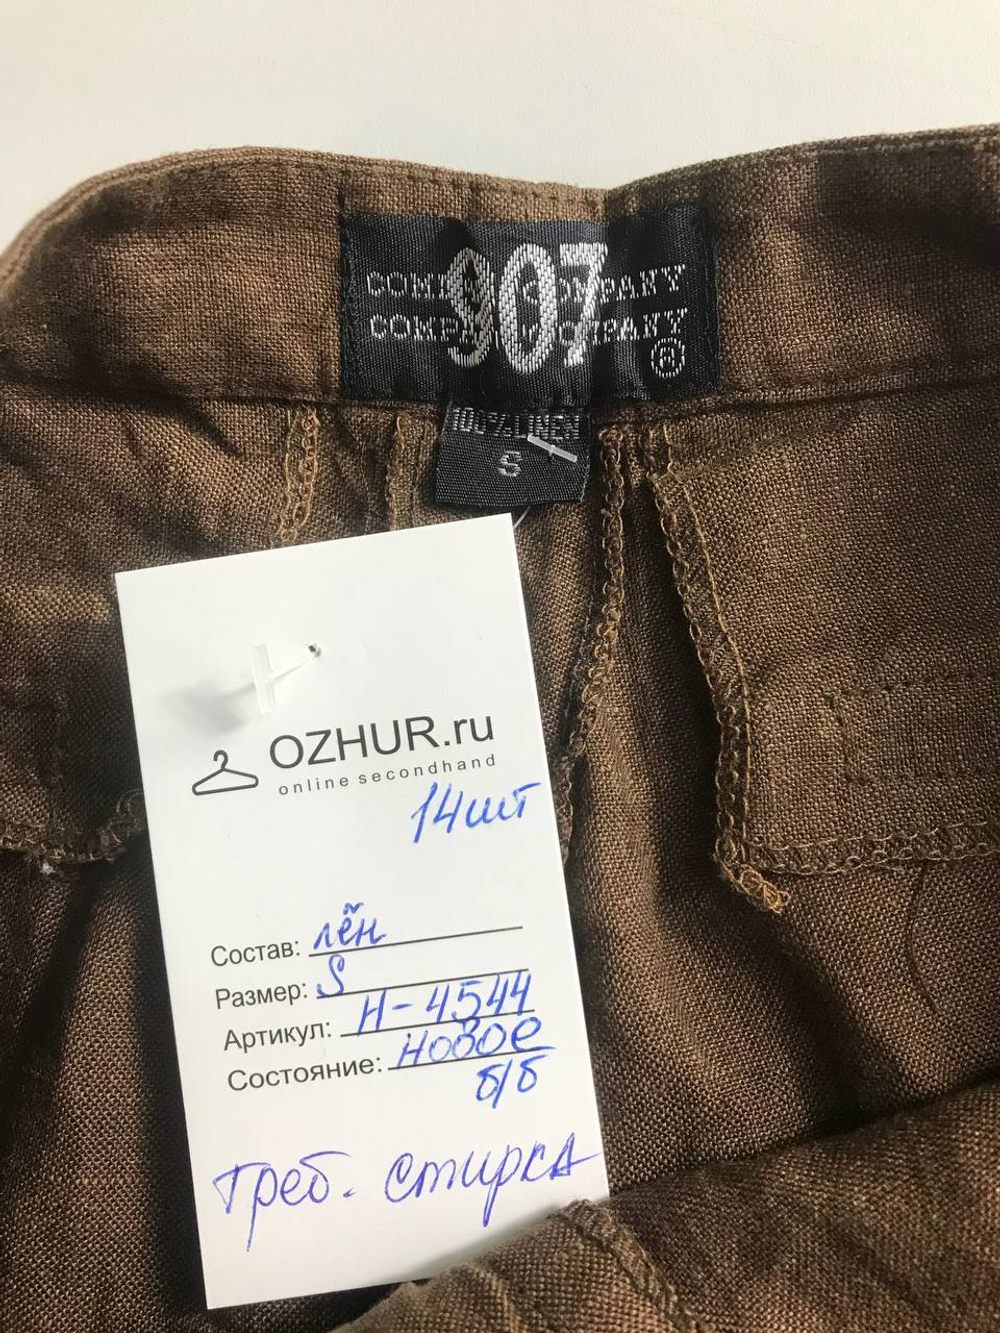 907
COMPANY COMPANY
COMPANY COMPANY
®
100% LINEN
S
OZHUR.ru
online secondhand
14шт
Состав: лён
Размер: S
Артикул: Н-4544
Состояние: новое
б/б
треб. стирка